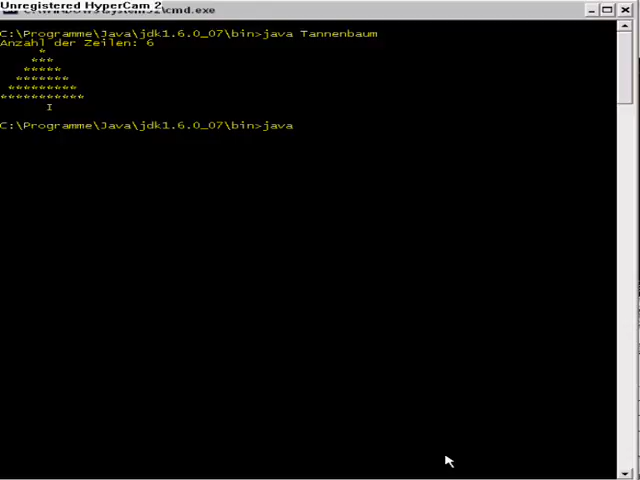 Unregistered HyperCam 2
cmd.exe
C:\Programme\Java\jdk1.6.0_07\bin>java Tannenbaum
Anzahl der Zeilen: 6
*
***
*****
*******
*********
***********
I
C:\Programme\Java\jdk1.6.0_07\bin>java